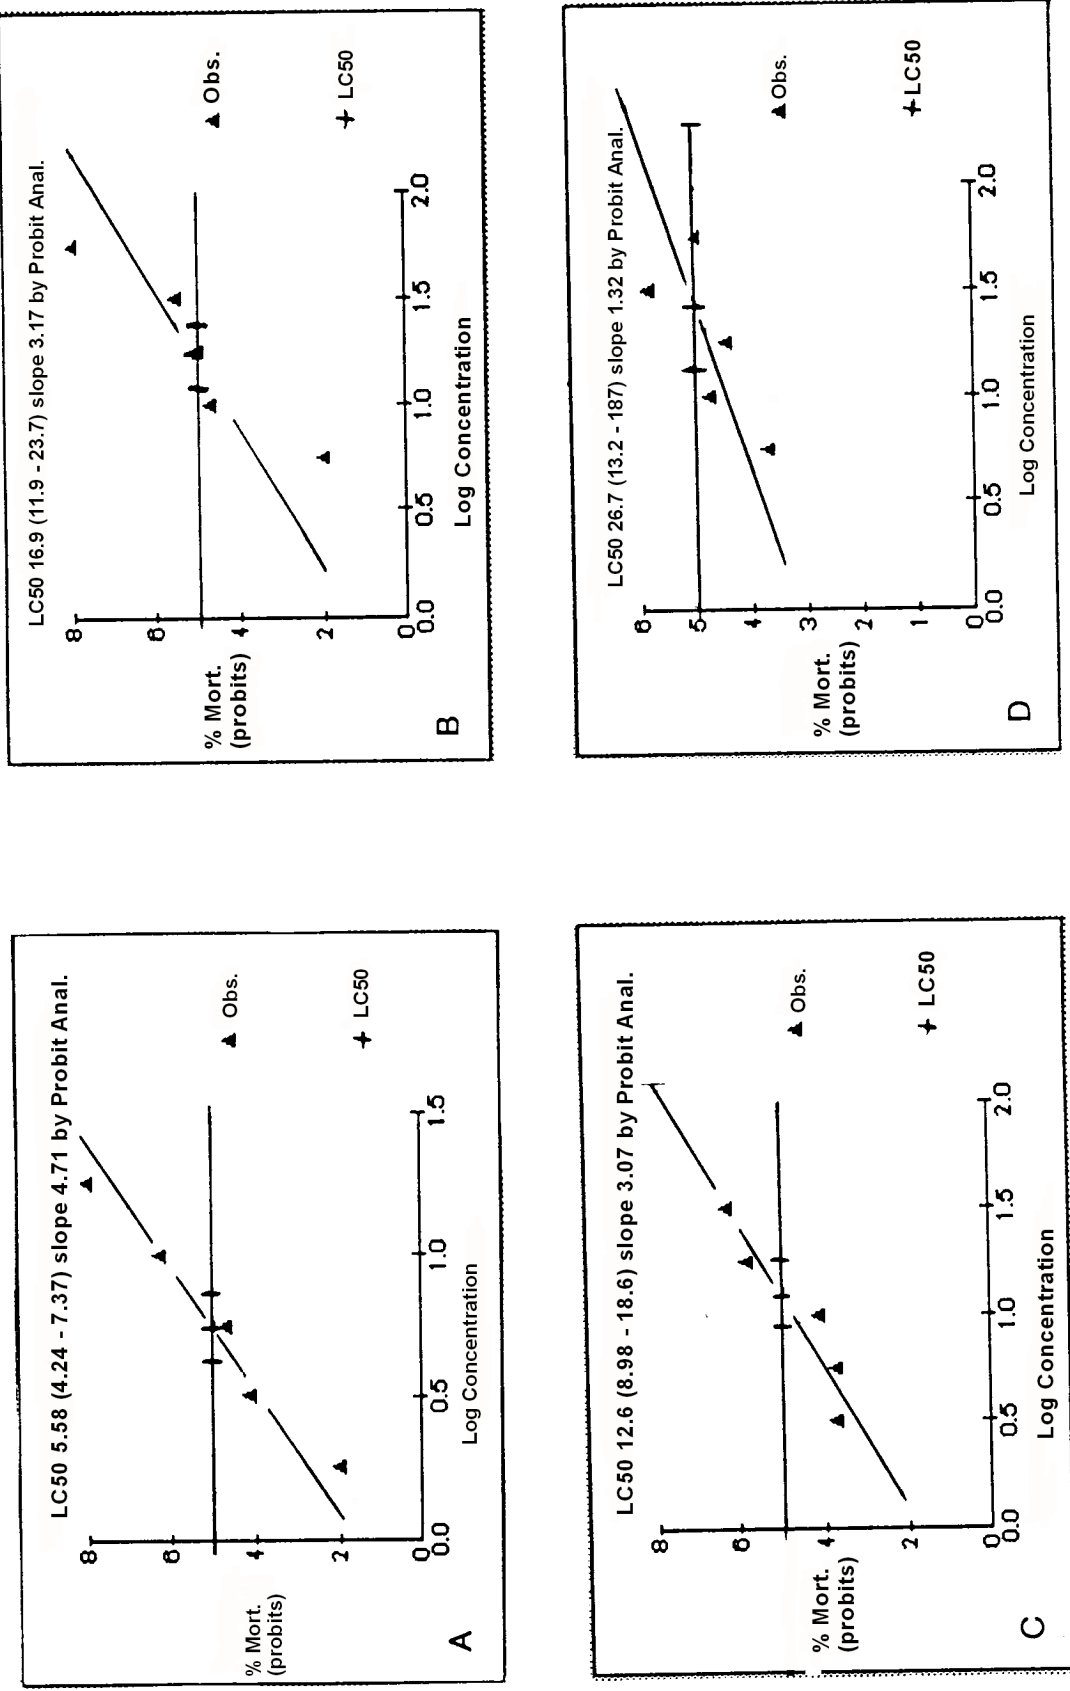 LC50 5.58 (4.24 - 7.37) slope 4.71 by Probit Anal.
8
6
4
2
0
% Mort.
(probits)
0.0
0.5
1.0
1.5
Log Concentration
Obs.
LC50
A
LC50 16.9 (11.9 - 23.7) slope 3.17 by Probit Anal.
8
6
4
2
0
% Mort.
(probits)
0.0
0.5
1.0
1.5
2.0
Log Concentration
Obs.
LC50
B
LC50 12.6 (8.98 - 18.6) slope 3.07 by Probit Anal.
8
6
4
2
0
% Mort.
(probits)
0.0
0.5
1.0
1.5
2.0
Log Concentration
Obs.
LC50
C
LC50 26.7 (13.2 - 187) slope 1.32 by Probit Anal.
6
5
4
3
2
1
0
% Mort.
(probits)
0.0
0.5
1.0
1.5
2.0
Log Concentration
Obs.
LC50
D